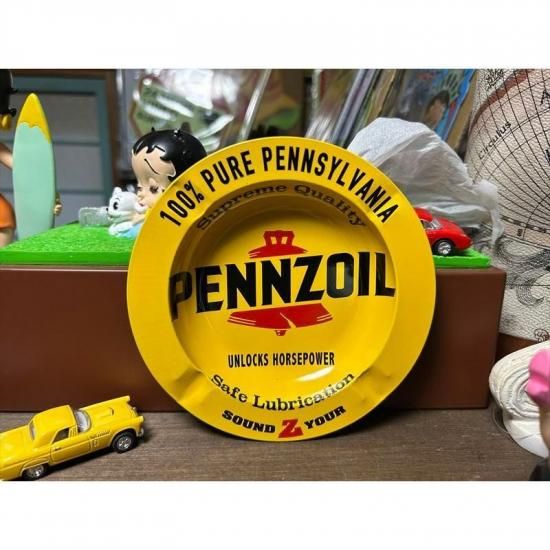 100% PURE PENNSYLVANIA
Supreme Quality
PENNZOIL
UNLOCKS HORSEPOWER
Safe Lubrication
SOUND Z YOUR